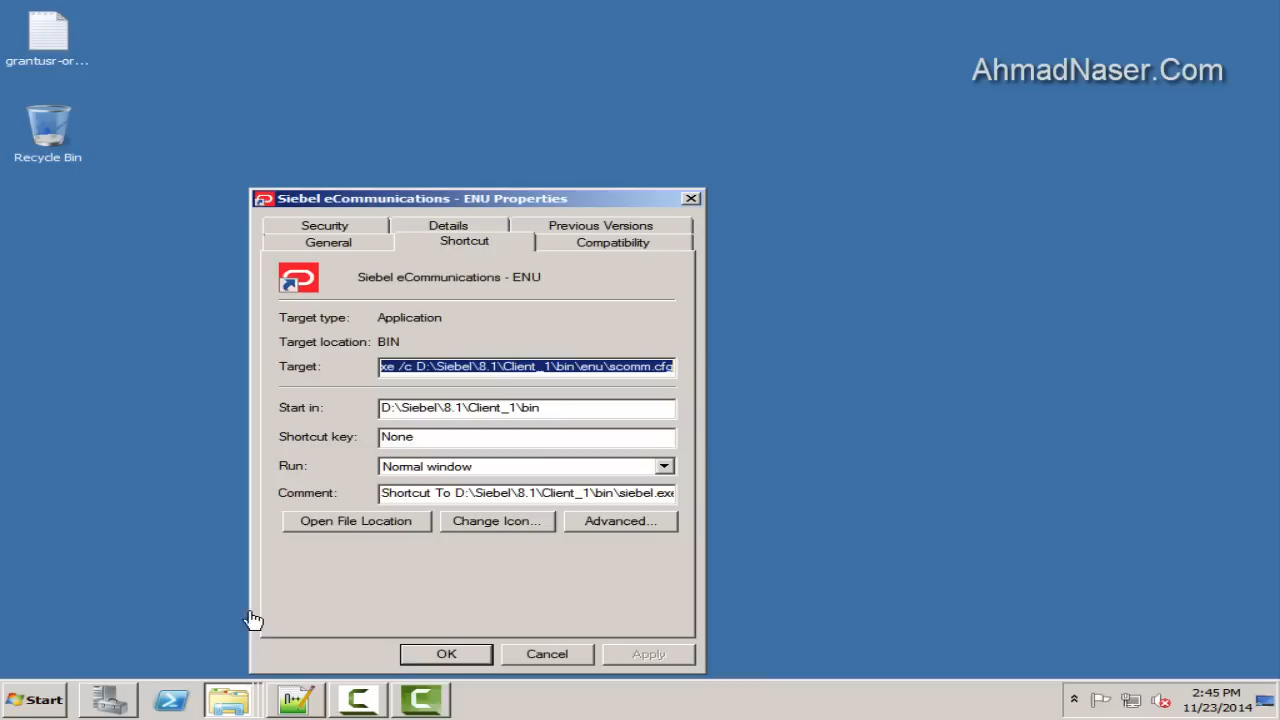 grantusr-or...
AhmadNaser.Com
Recycle Bin
Siebel eCommunications - ENU Properties
Security Details Previous Versions
General Shortcut Compatibility
Siebel eCommunications - ENU
Target type: Application
Target location: BIN
Target: xe /c D:\Siebel\8.1\Client_1\bin\enu\scomm.cfg
Start in: D:\Siebel\8.1\Client_1\bin
Shortcut key: None
Run: Normal window
Comment: Shortcut To D:\Siebel\8.1\Client_1\bin\siebel.exe
Open File Location Change Icon... Advanced...
OK Cancel Apply
Start
2:45 PM
11/23/2014